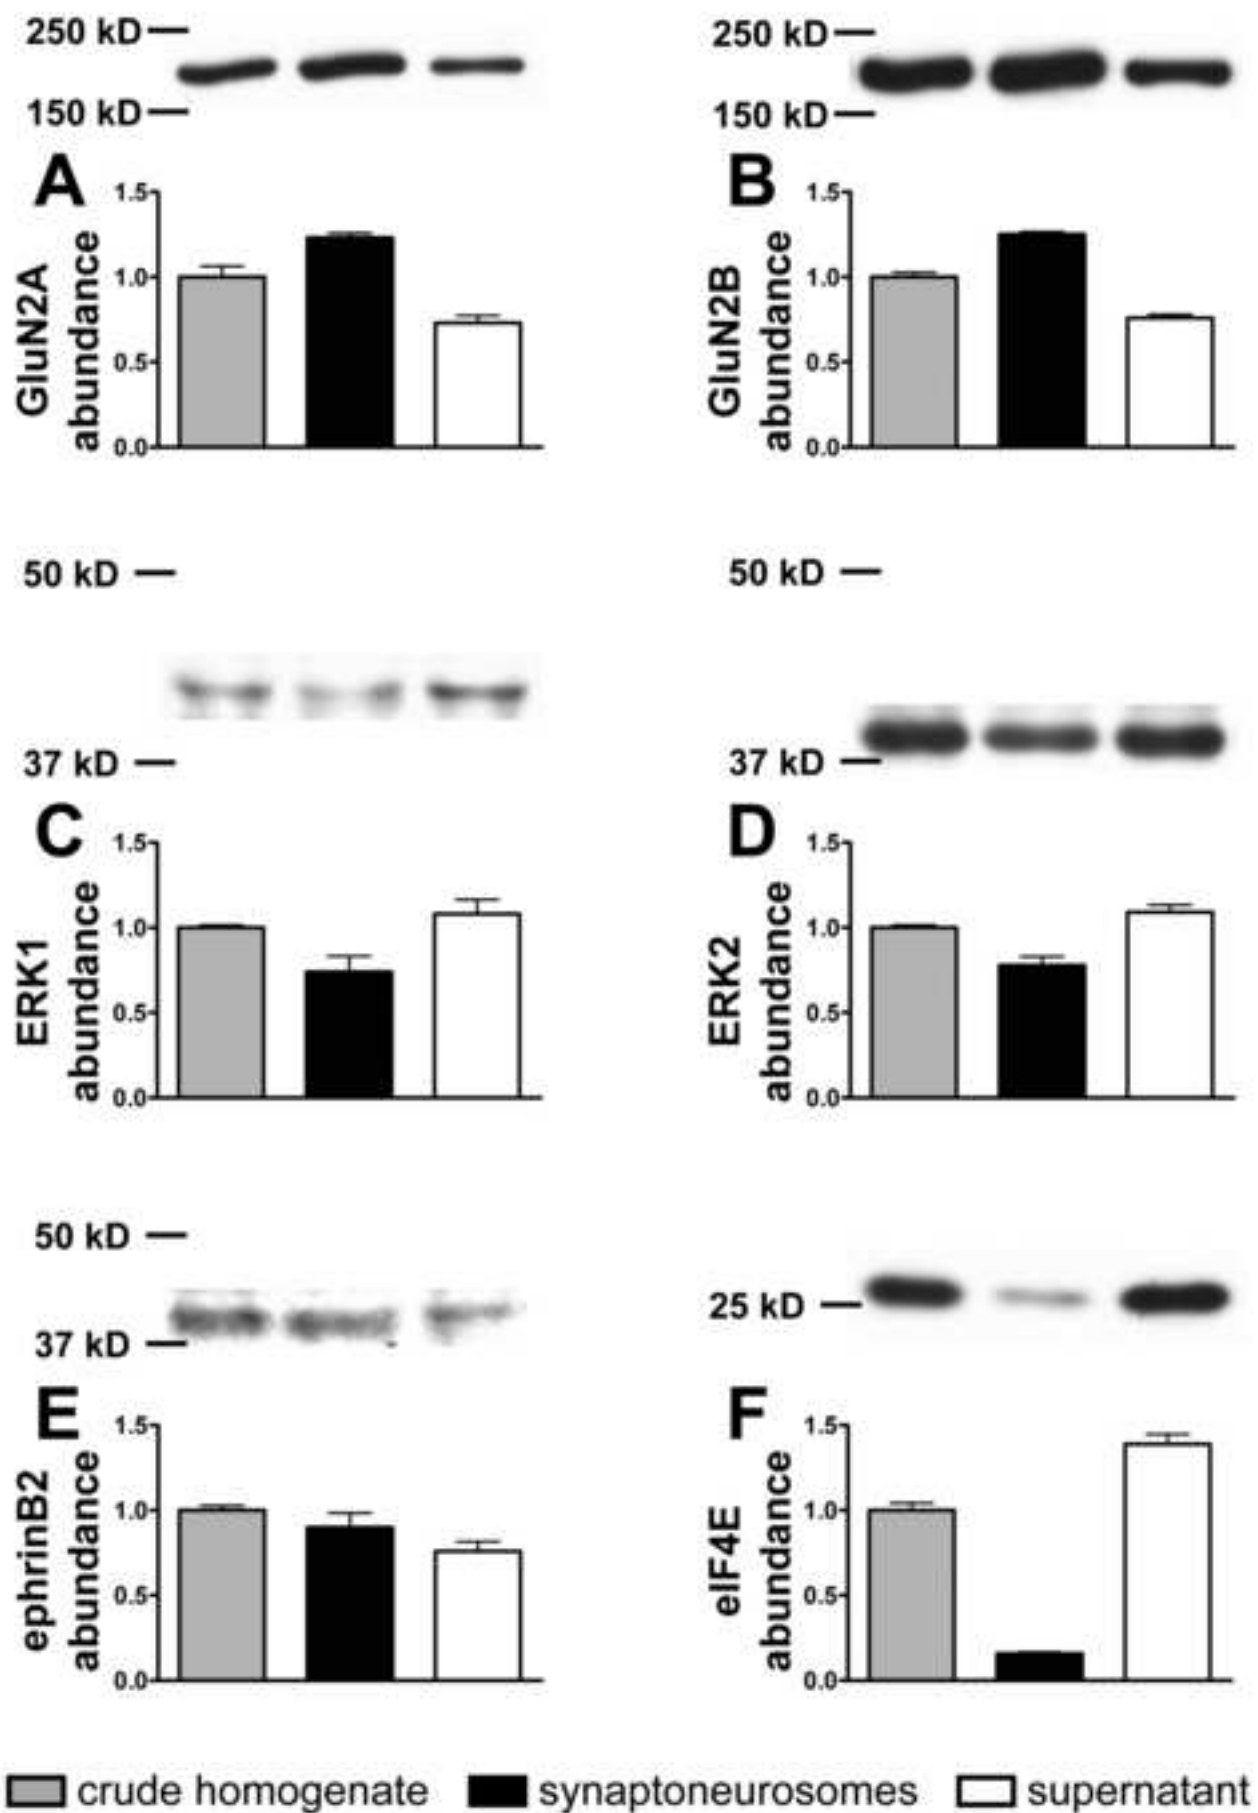 250 kD
150 kD
A
GluN2A
abundance
1.5
1.0
0.5
0.0
250 kD
150 kD
B
GluN2B
abundance
1.5
1.0
0.5
0.0
50 kD
37 kD
C
ERK1
abundance
1.5
1.0
0.5
0.0
50 kD
37 kD
D
ERK2
abundance
1.5
1.0
0.5
0.0
50 kD
37 kD
E
ephrinB2
abundance
1.5
1.0
0.5
0.0
25 kD
F
eIF4E
abundance
1.5
1.0
0.5
0.0
crude homogenate synaptoneurosomes supernatant